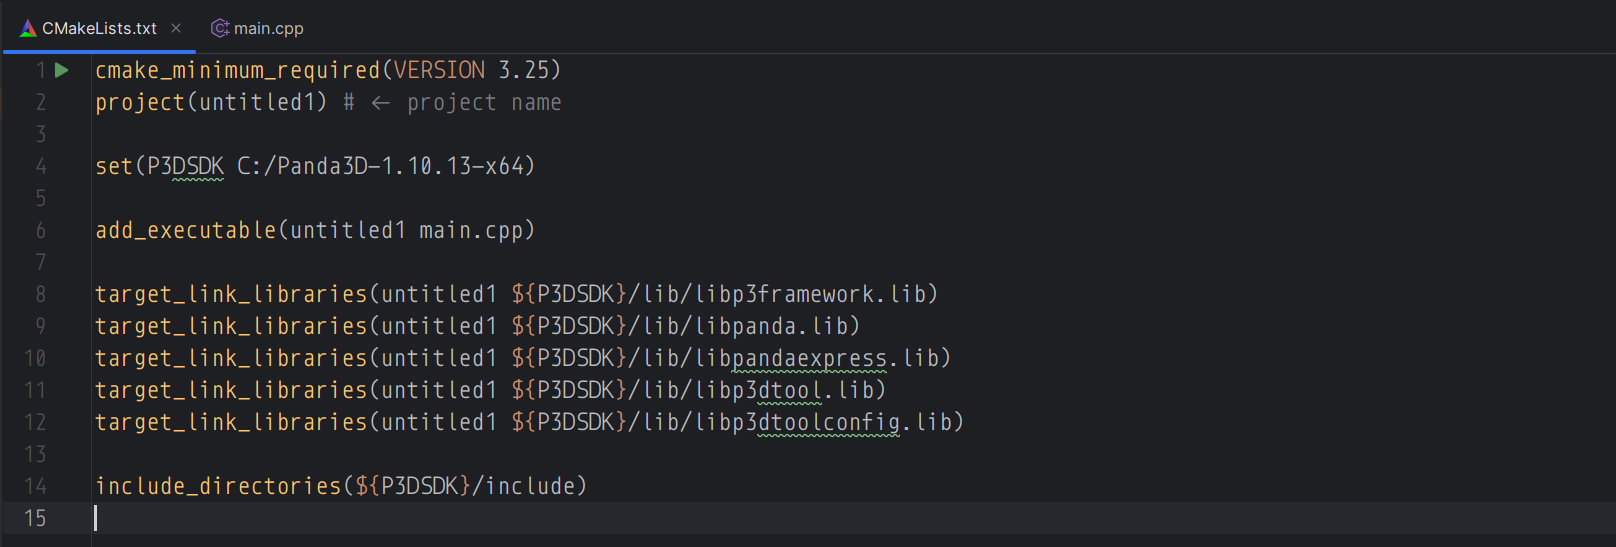 CMakeLists.txt × main.cpp
1 cmake_minimum_required(VERSION 3.25)
2 project(untitled1) # <- project name
3
4 set(P3DSDK C:/Panda3D-1.10.13-x64)
5
6 add_executable(untitled1 main.cpp)
7
8 target_link_libraries(untitled1 ${P3DSDK}/lib/libp3framework.lib)
9 target_link_libraries(untitled1 ${P3DSDK}/lib/libpanda.lib)
10 target_link_libraries(untitled1 ${P3DSDK}/lib/libpandaexpress.lib)
11 target_link_libraries(untitled1 ${P3DSDK}/lib/libp3dtool.lib)
12 target_link_libraries(untitled1 ${P3DSDK}/lib/libp3dtoolconfig.lib)
13
14 include_directories(${P3DSDK}/include)
15